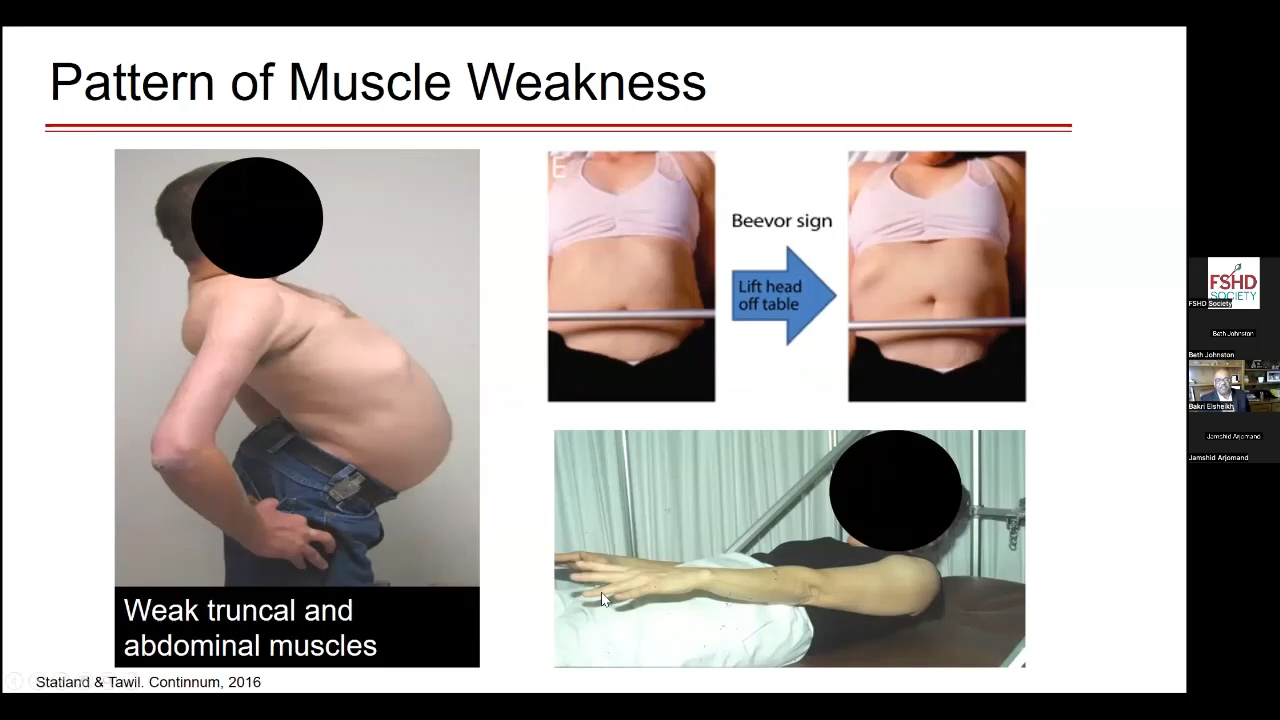 Pattern of Muscle Weakness
E
Beevor sign
Lift head
off table
Weak truncal and
abdominal muscles
Statland & Tawil. Continnum, 2016
FSHD
SOCIETY
FSHD Society
Beth Johnston
Beth Johnston
Bakri Elsheikh
Jamshid Arjomand
Jamshid Arjomand